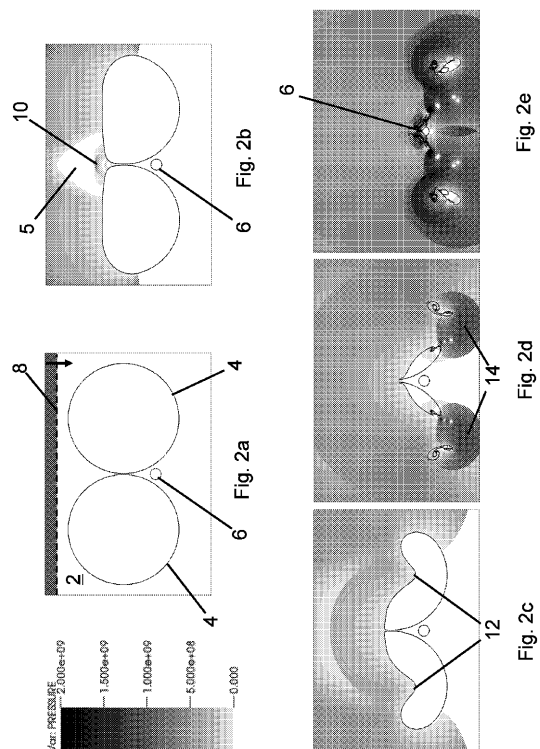 Var: PRESSURE
2.000e+09
1.500e+09
1.000e+09
5.000e+08
0.000
8
2
4
4
6
Fig. 2a
5
10
6
Fig. 2b
12
Fig. 2c
14
Fig. 2d
6
Fig. 2e